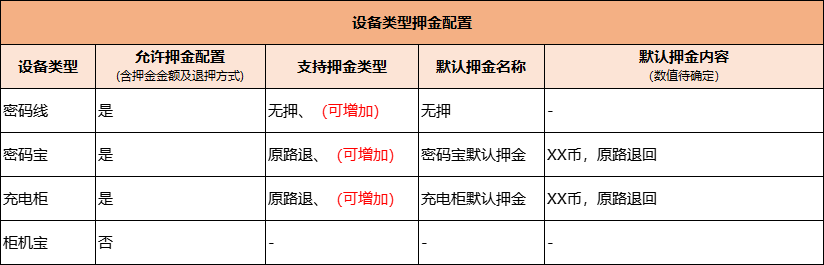 设备类型押金配置
设备类型 允许押金配置 支持押金类型 默认押金名称 默认押金内容
(含押金金额及退押方式) (数值待确定)
密码线 是 无押、（可增加） 无押 -
密码宝 是 原路退、（可增加） 密码宝默认押金 XX币，原路退回
充电柜 是 原路退、（可增加） 充电柜默认押金 XX币，原路退回
柜机宝 否 - - -